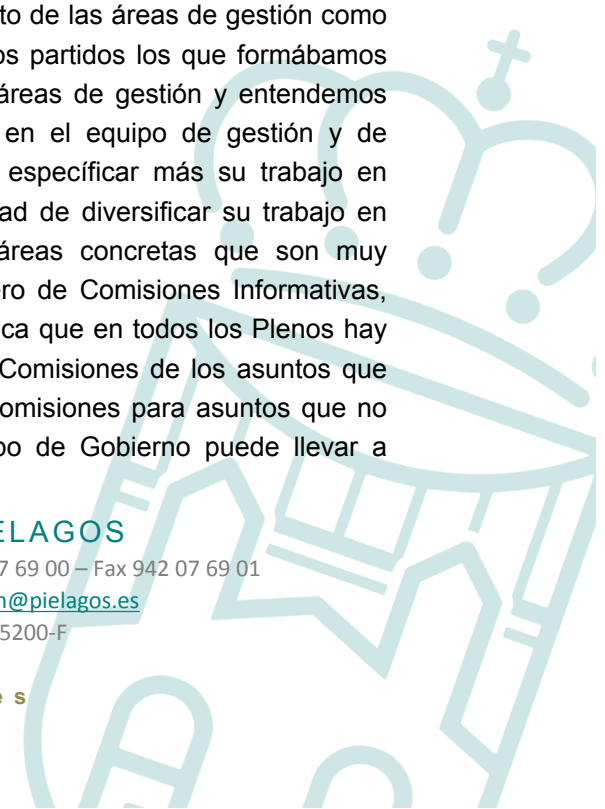 to de las áreas de gestión como
os partidos los que formábamos
áreas de gestión y entendemos
en el equipo de gestión y de
específicar más su trabajo en
ad de diversificar su trabajo en
áreas concretas que son muy
ero de Comisiones Informativas,
ca que en todos los Plenos hay
Comisiones de los asuntos que
omisiones para asuntos que no
po de Gobierno puede llevar a
ELAGOS
7 69 00 – Fax 942 07 69 01
n@pielagos.es
5200-F
e s